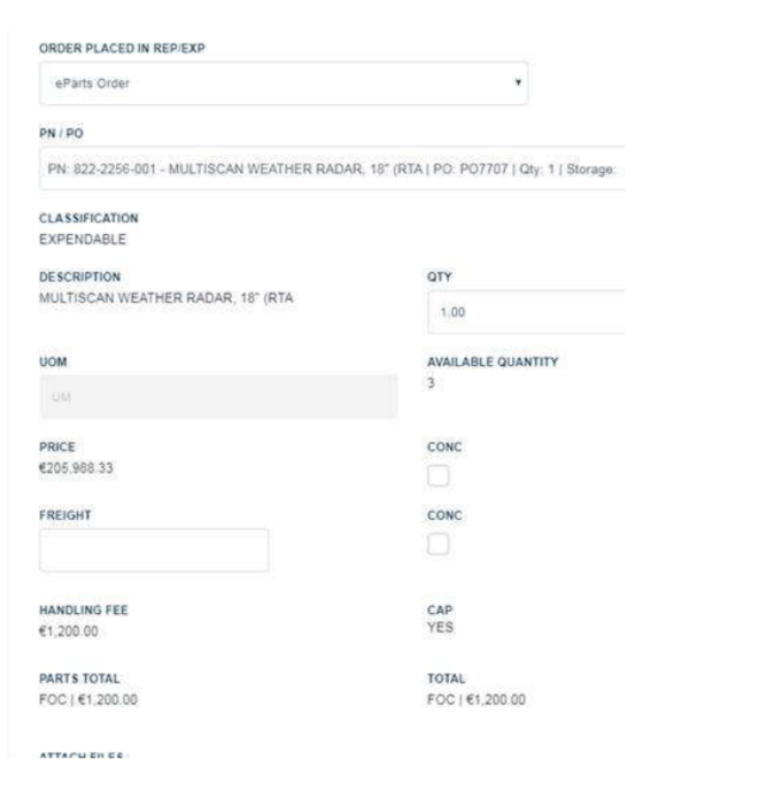 ORDER PLACED IN REP/EXP
eParts Order
PN / PO
PN: 822-2256-001 - MULTISCAN WEATHER RADAR, 18" (RTA | PO: PO7707 | Qty: 1 | Storage:
CLASSIFICATION
EXPENDABLE
DESCRIPTION
MULTISCAN WEATHER RADAR, 18" (RTA
QTY
1.00
UOM
UM
AVAILABLE QUANTITY
3
PRICE
€205,988.33
CONC
FREIGHT
CONC
HANDLING FEE
€1,200.00
CAP
YES
PARTS TOTAL
FOC | €1,200.00
TOTAL
FOC | €1,200.00
ATTACH FILES